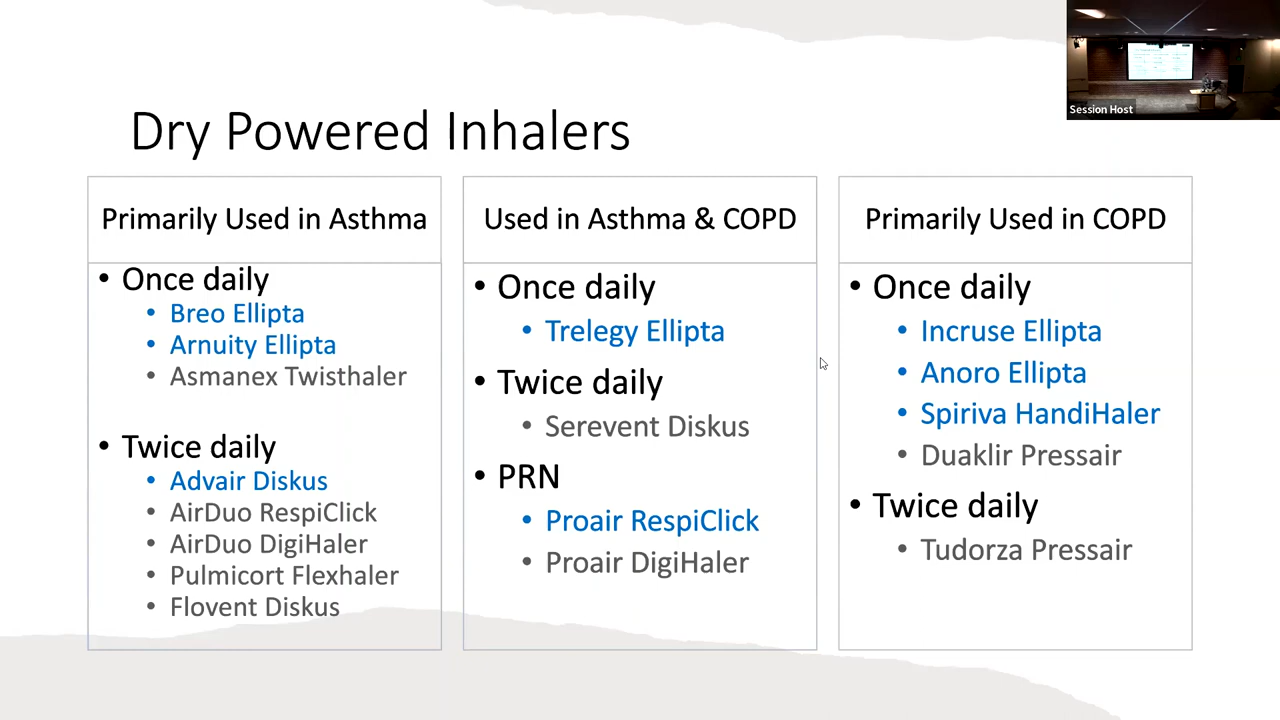 Session Host
Dry Powered Inhalers
Primarily Used in Asthma
• Once daily
• Breo Ellipta
• Arnuity Ellipta
• Asmanex Twisthaler
• Twice daily
• Advair Diskus
• AirDuo RespiClick
• AirDuo DigiHaler
• Pulmicort Flexhaler
• Flovent Diskus
Used in Asthma & COPD
• Once daily
• Trelegy Ellipta
• Twice daily
• Serevent Diskus
• PRN
• Proair RespiClick
• Proair DigiHaler
Primarily Used in COPD
• Once daily
• Incruse Ellipta
• Anoro Ellipta
• Spiriva HandiHaler
• Duaklir Pressair
• Twice daily
• Tudorza Pressair